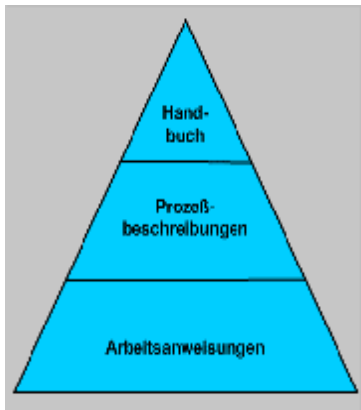 Hand-
buch
Prozeß-
beschreibungen
Arbeitsanweisungen